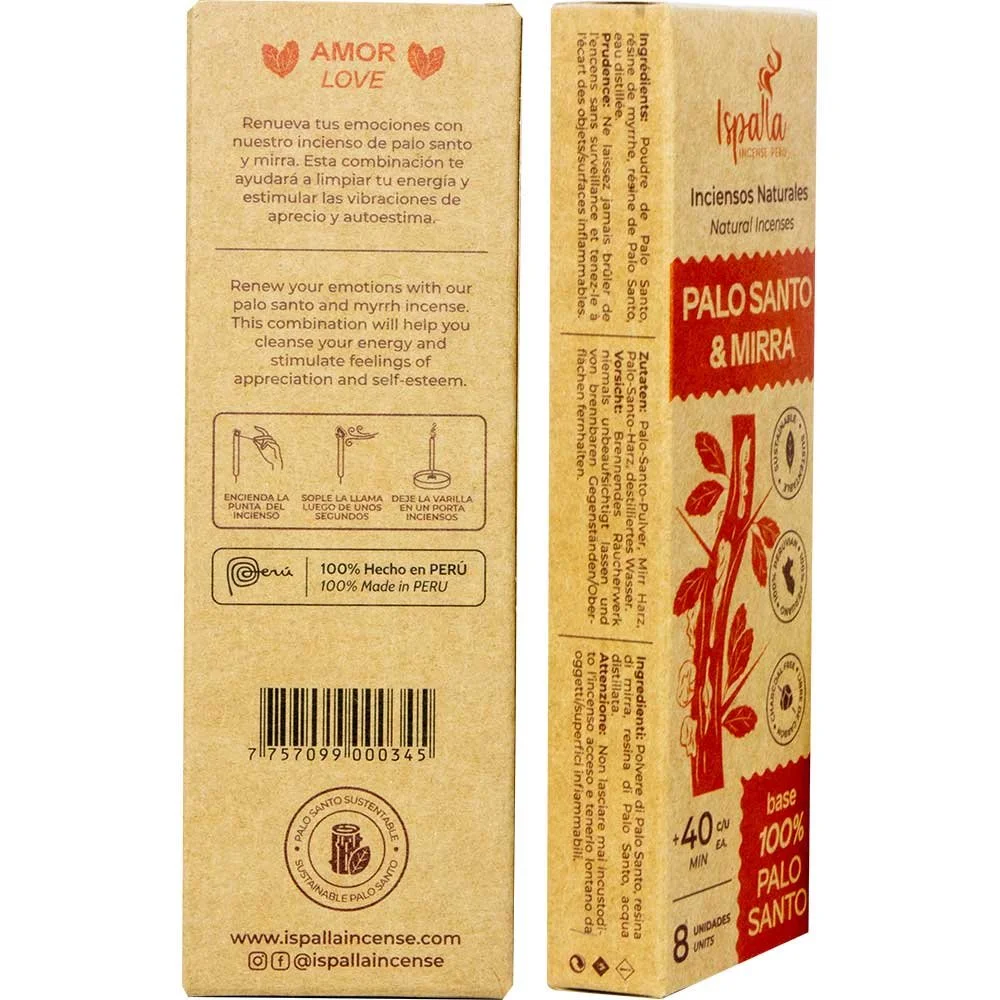 AMOR
LOVE
Renueva tus emociones con
nuestro incienso de palo santo
y mirra. Esta combinación te
ayudará a limpiar tu energía y
estimular las vibraciones de
aprecio y autoestima.
Renew your emotions with our
palo santo and myrrh incense.
This combination will help you
cleanse your energy and
stimulate feelings of
appreciation and self-esteem.
ENCIENDA LA
PUNTA DEL
INCIENSO
SOPLE LA LLAMA
LUEGO DE UNOS
SEGUNDOS
DEJE LA VARILLA
EN UN PORTA
INCIENSOS
Perú
100% Hecho en PERÚ
100% Made in PERU
7 757099 000345
PALO SANTO SUSTENTABLE
SUSTAINABLE PALO SANTO
www.ispallaincense.com
@ispallaincense
Ingrédients: Poudre de Palo Santo,
résine de myrrhe, résine de Palo Santo,
eau distillée.
Prudence: Ne laissez jamais brûler de
l'encens sans surveillance et tenez-le à
l'écart des objets/surfaces inflammables.
Zutaten: Palo-Santo-Pulver, Mirr Harz,
Palo-Santo-Harz, destilliertes Wasser.
Vorsicht: Brennendes Räucherwerk
niemals unbeaufsichtigt lassen und
von brennbaren Gegenständen/Ober-
flächen fernhalten.
Ingredienti: Polvere di Palo Santo, resina
di mirra, resina di Palo Santo, acqua
distillata.
Attenzione: Non lasciare mai incustodi-
to l'incenso acceso e tenerlo lontano da
oggetti/superfici infiammabili.
Ispalla
INCENSE PERU
Inciensos Naturales
Natural Incenses
PALO SANTO
& MIRRA
SUSTAINABLE • SUSTENTABLE
100% PERUVIAN • 100% PERUANO
CHARCOAL FREE • LIBRE DE CARBÓN
+40 C/U
MIN EA.
base
100%
PALO
SANTO
8 UNIDADES
UNITS